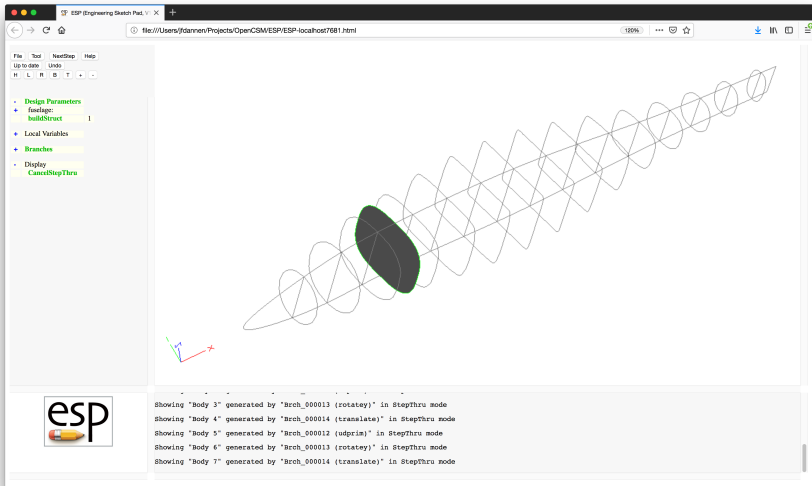 ESP (Engineering Sketch Pad, V
file:///Users/jfdannen/Projects/OpenCSM/ESP/ESP-localhost7681.html
120%
File Tool NextStep Help
Up to date Undo
H L R B T + -
- Design Parameters
+ fuselage:
buildStruct 1
+ Local Variables
+ Branches
- Display
CancelStepThru
X
esp
Showing "Body 3" generated by "Brch_000013 (rotatey)" in StepThru mode
Showing "Body 4" generated by "Brch_000014 (translate)" in StepThru mode
Showing "Body 5" generated by "Brch_000012 (udprim)" in StepThru mode
Showing "Body 6" generated by "Brch_000013 (rotatey)" in StepThru mode
Showing "Body 7" generated by "Brch_000014 (translate)" in StepThru mode